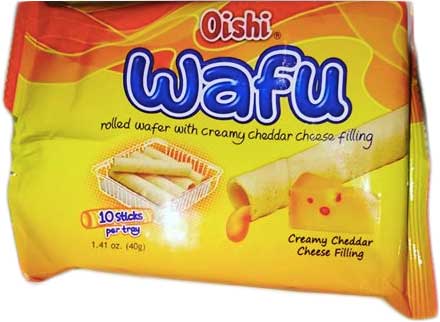 Oishi®
wafu
rolled wafer with creamy cheddar cheese filling
10 sticks
per tray
1.41 oz. (40g)
Creamy Cheddar
Cheese Filling